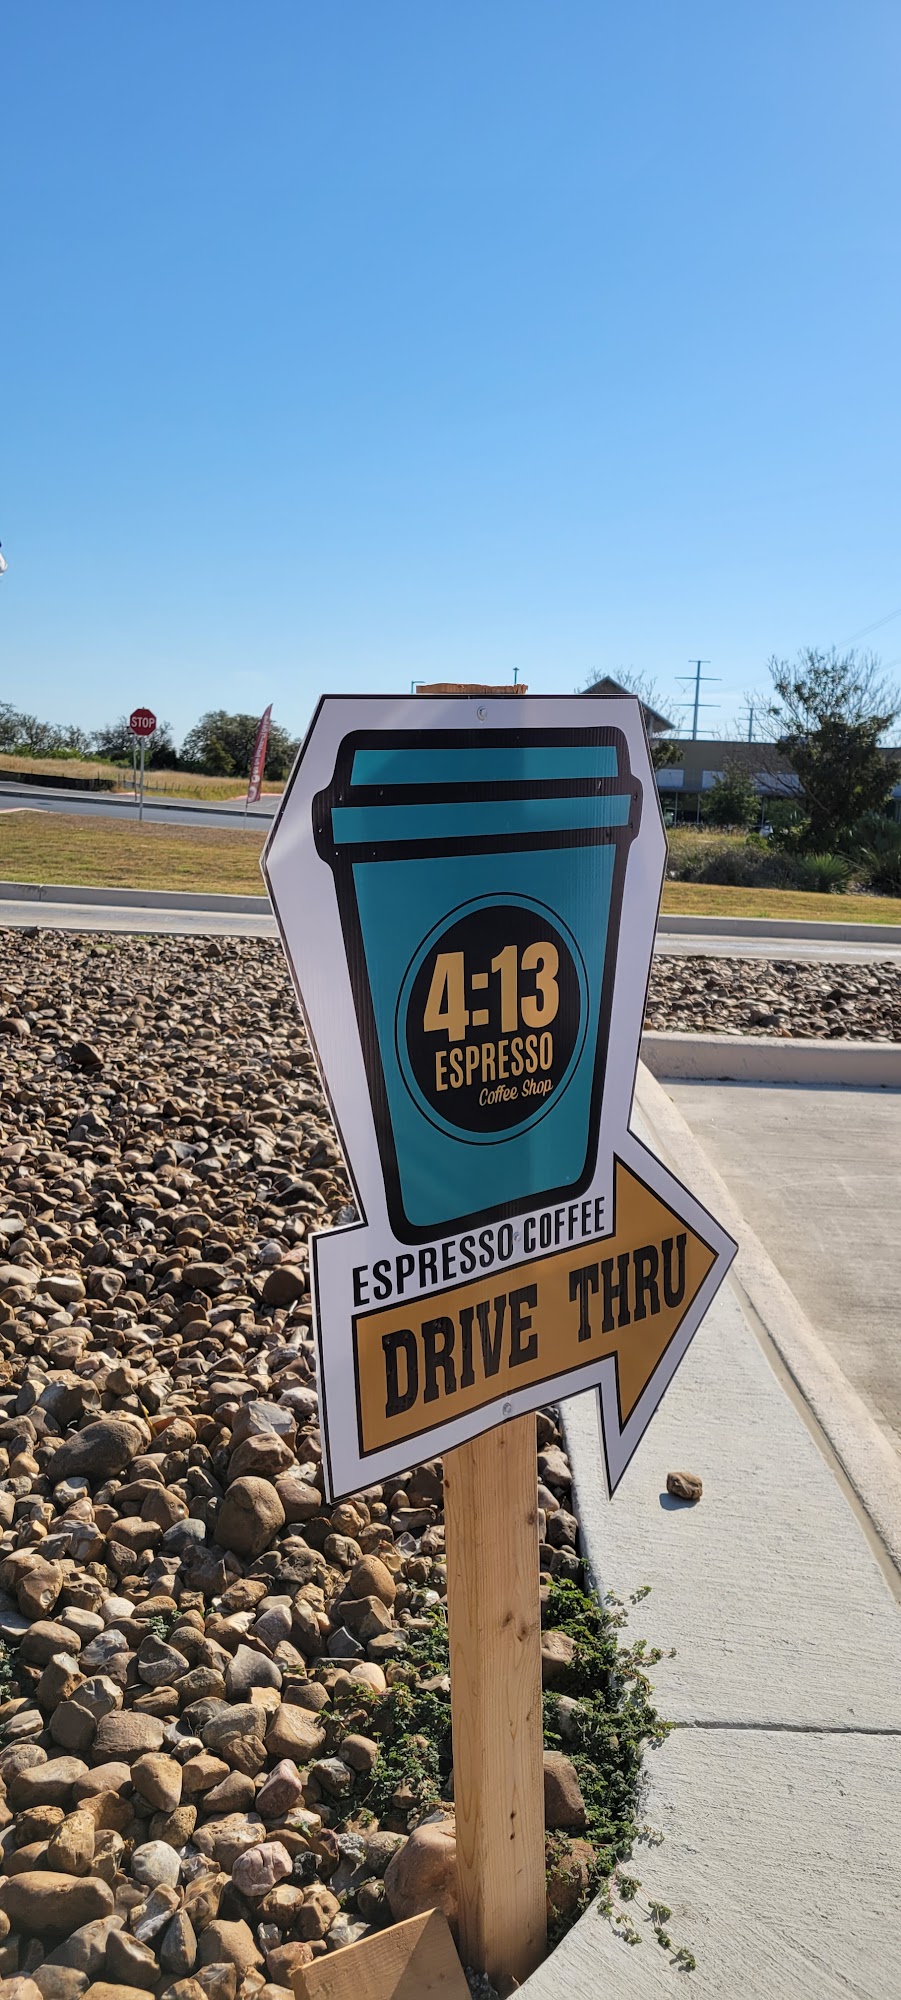 STOP
4:13
ESPRESSO
Coffee Shop
ESPRESSO COFFEE
DRIVE THRU